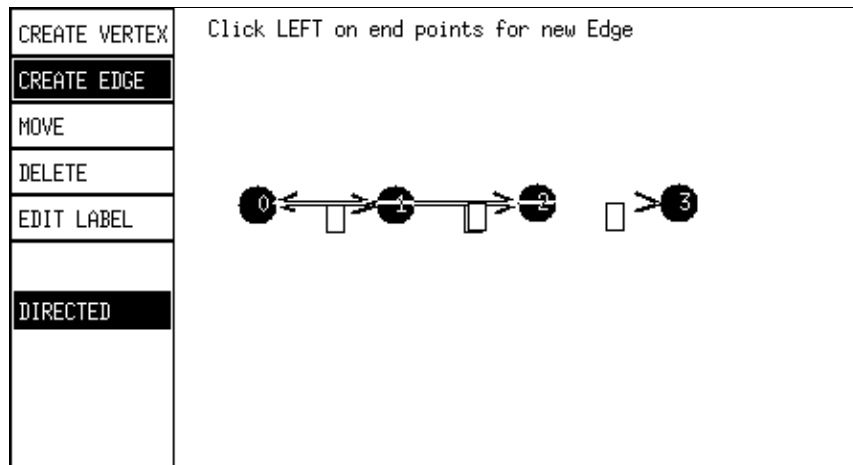 CREATE VERTEX
Click LEFT on end points for new Edge
CREATE EDGE
MOVE
DELETE
EDIT LABEL
0 1 2 3
DIRECTED